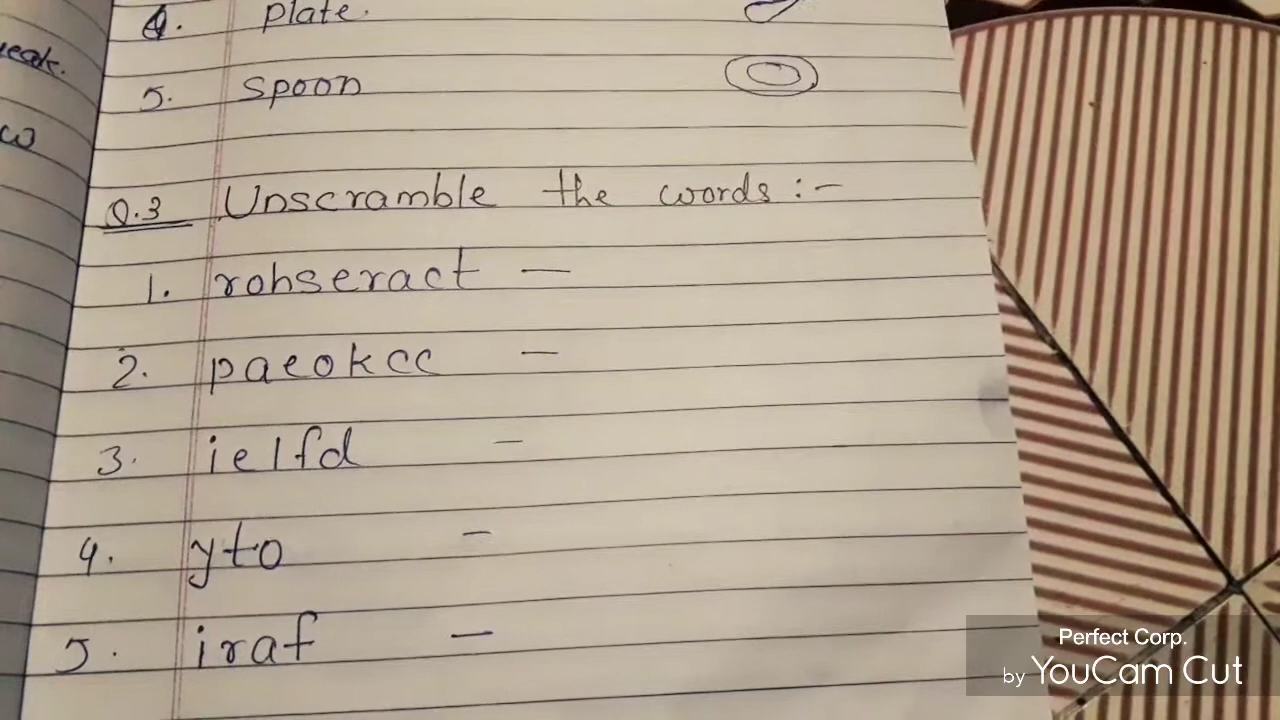 4. plate.
eak.
5. spoon
w
Q.3 Unscramble the words :-
1. rohseract —
2. paeokcc —
3. ielfd —
4. yto —
5. iraf —
Perfect Corp.
by YouCam Cut